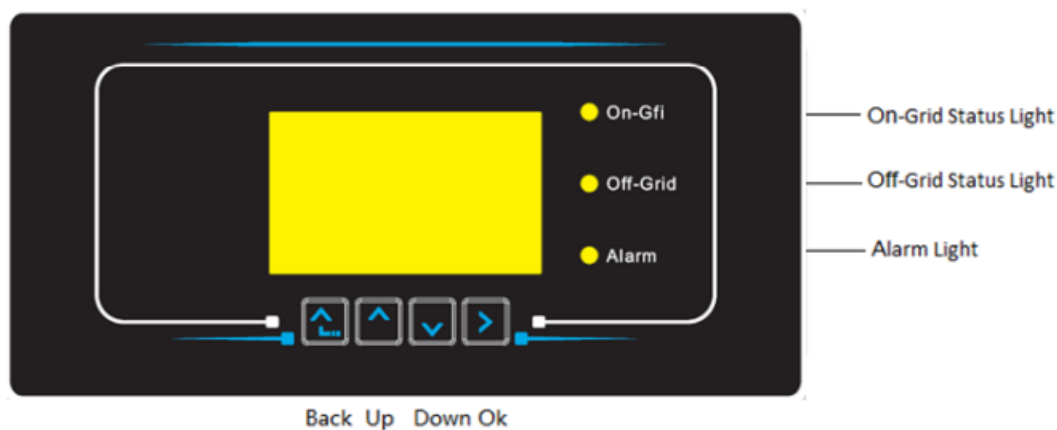 On-Gfi
On-Grid Status Light
Off-Grid
Off-Grid Status Light
Alarm
Alarm Light
Back Up Down Ok